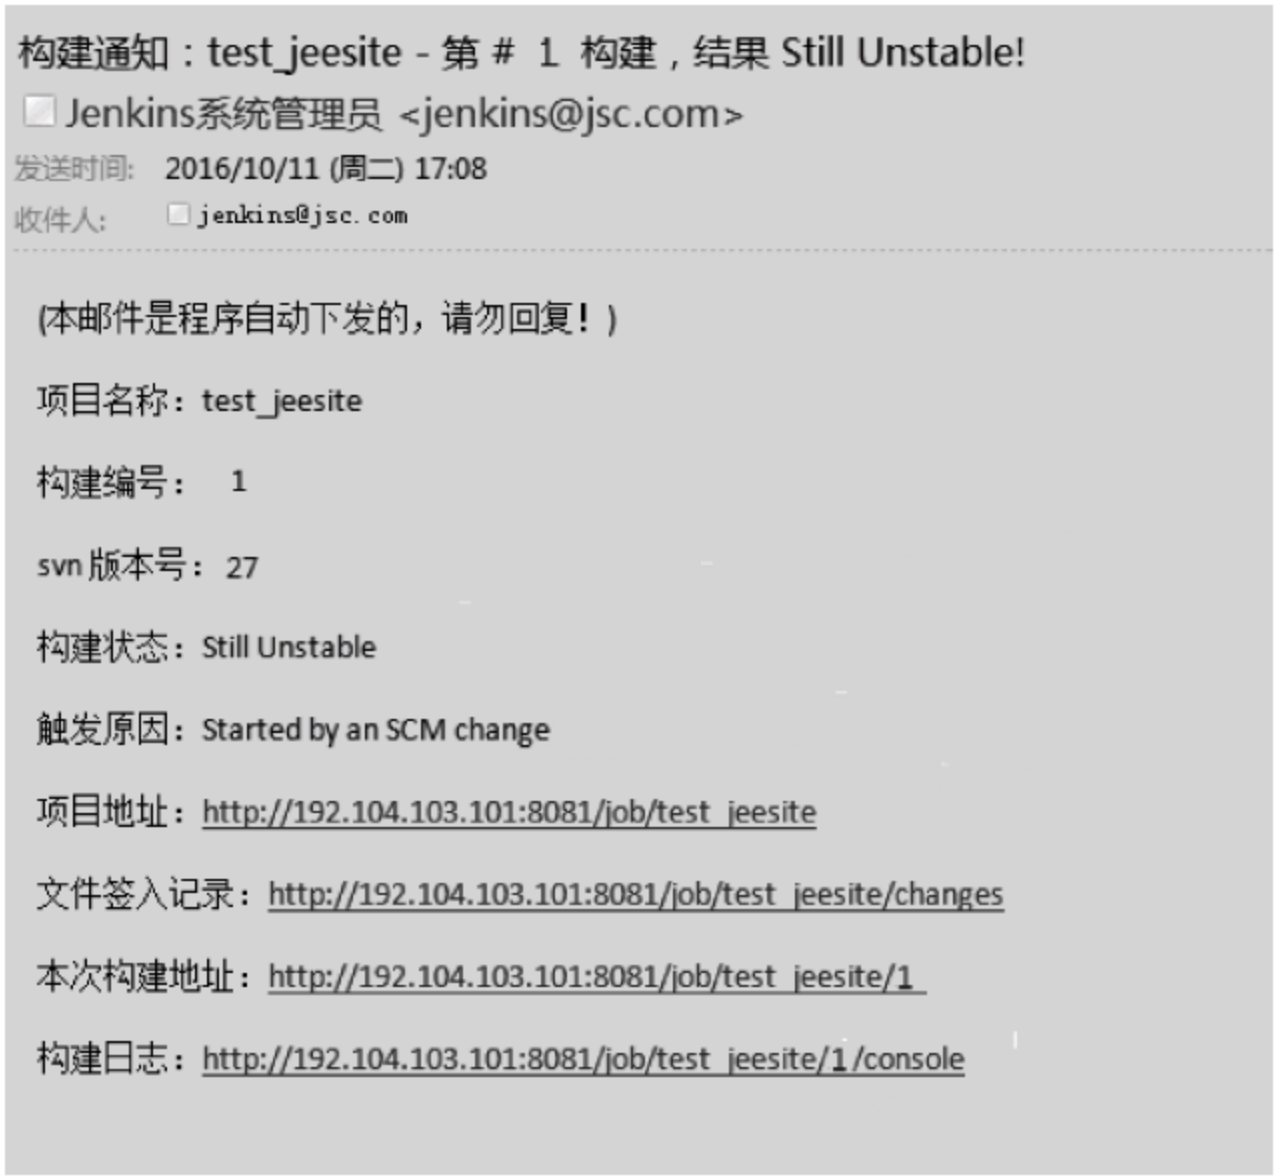 构建通知：test_jeesite - 第 # 1 构建，结果 Still Unstable!
Jenkins系统管理员 <jenkins@jsc.com>
发送时间: 2016/10/11 (周二) 17:08
收件人: jenkins@jsc.com
(本邮件是程序自动下发的，请勿回复！)
项目名称：test_jeesite
构建编号： 1
svn 版本号：27
构建状态：Still Unstable
触发原因：Started by an SCM change
项目地址：http://192.104.103.101:8081/job/test_jeesite
文件签入记录：http://192.104.103.101:8081/job/test_jeesite/changes
本次构建地址：http://192.104.103.101:8081/job/test_jeesite/1
构建日志：http://192.104.103.101:8081/job/test_jeesite/1/console